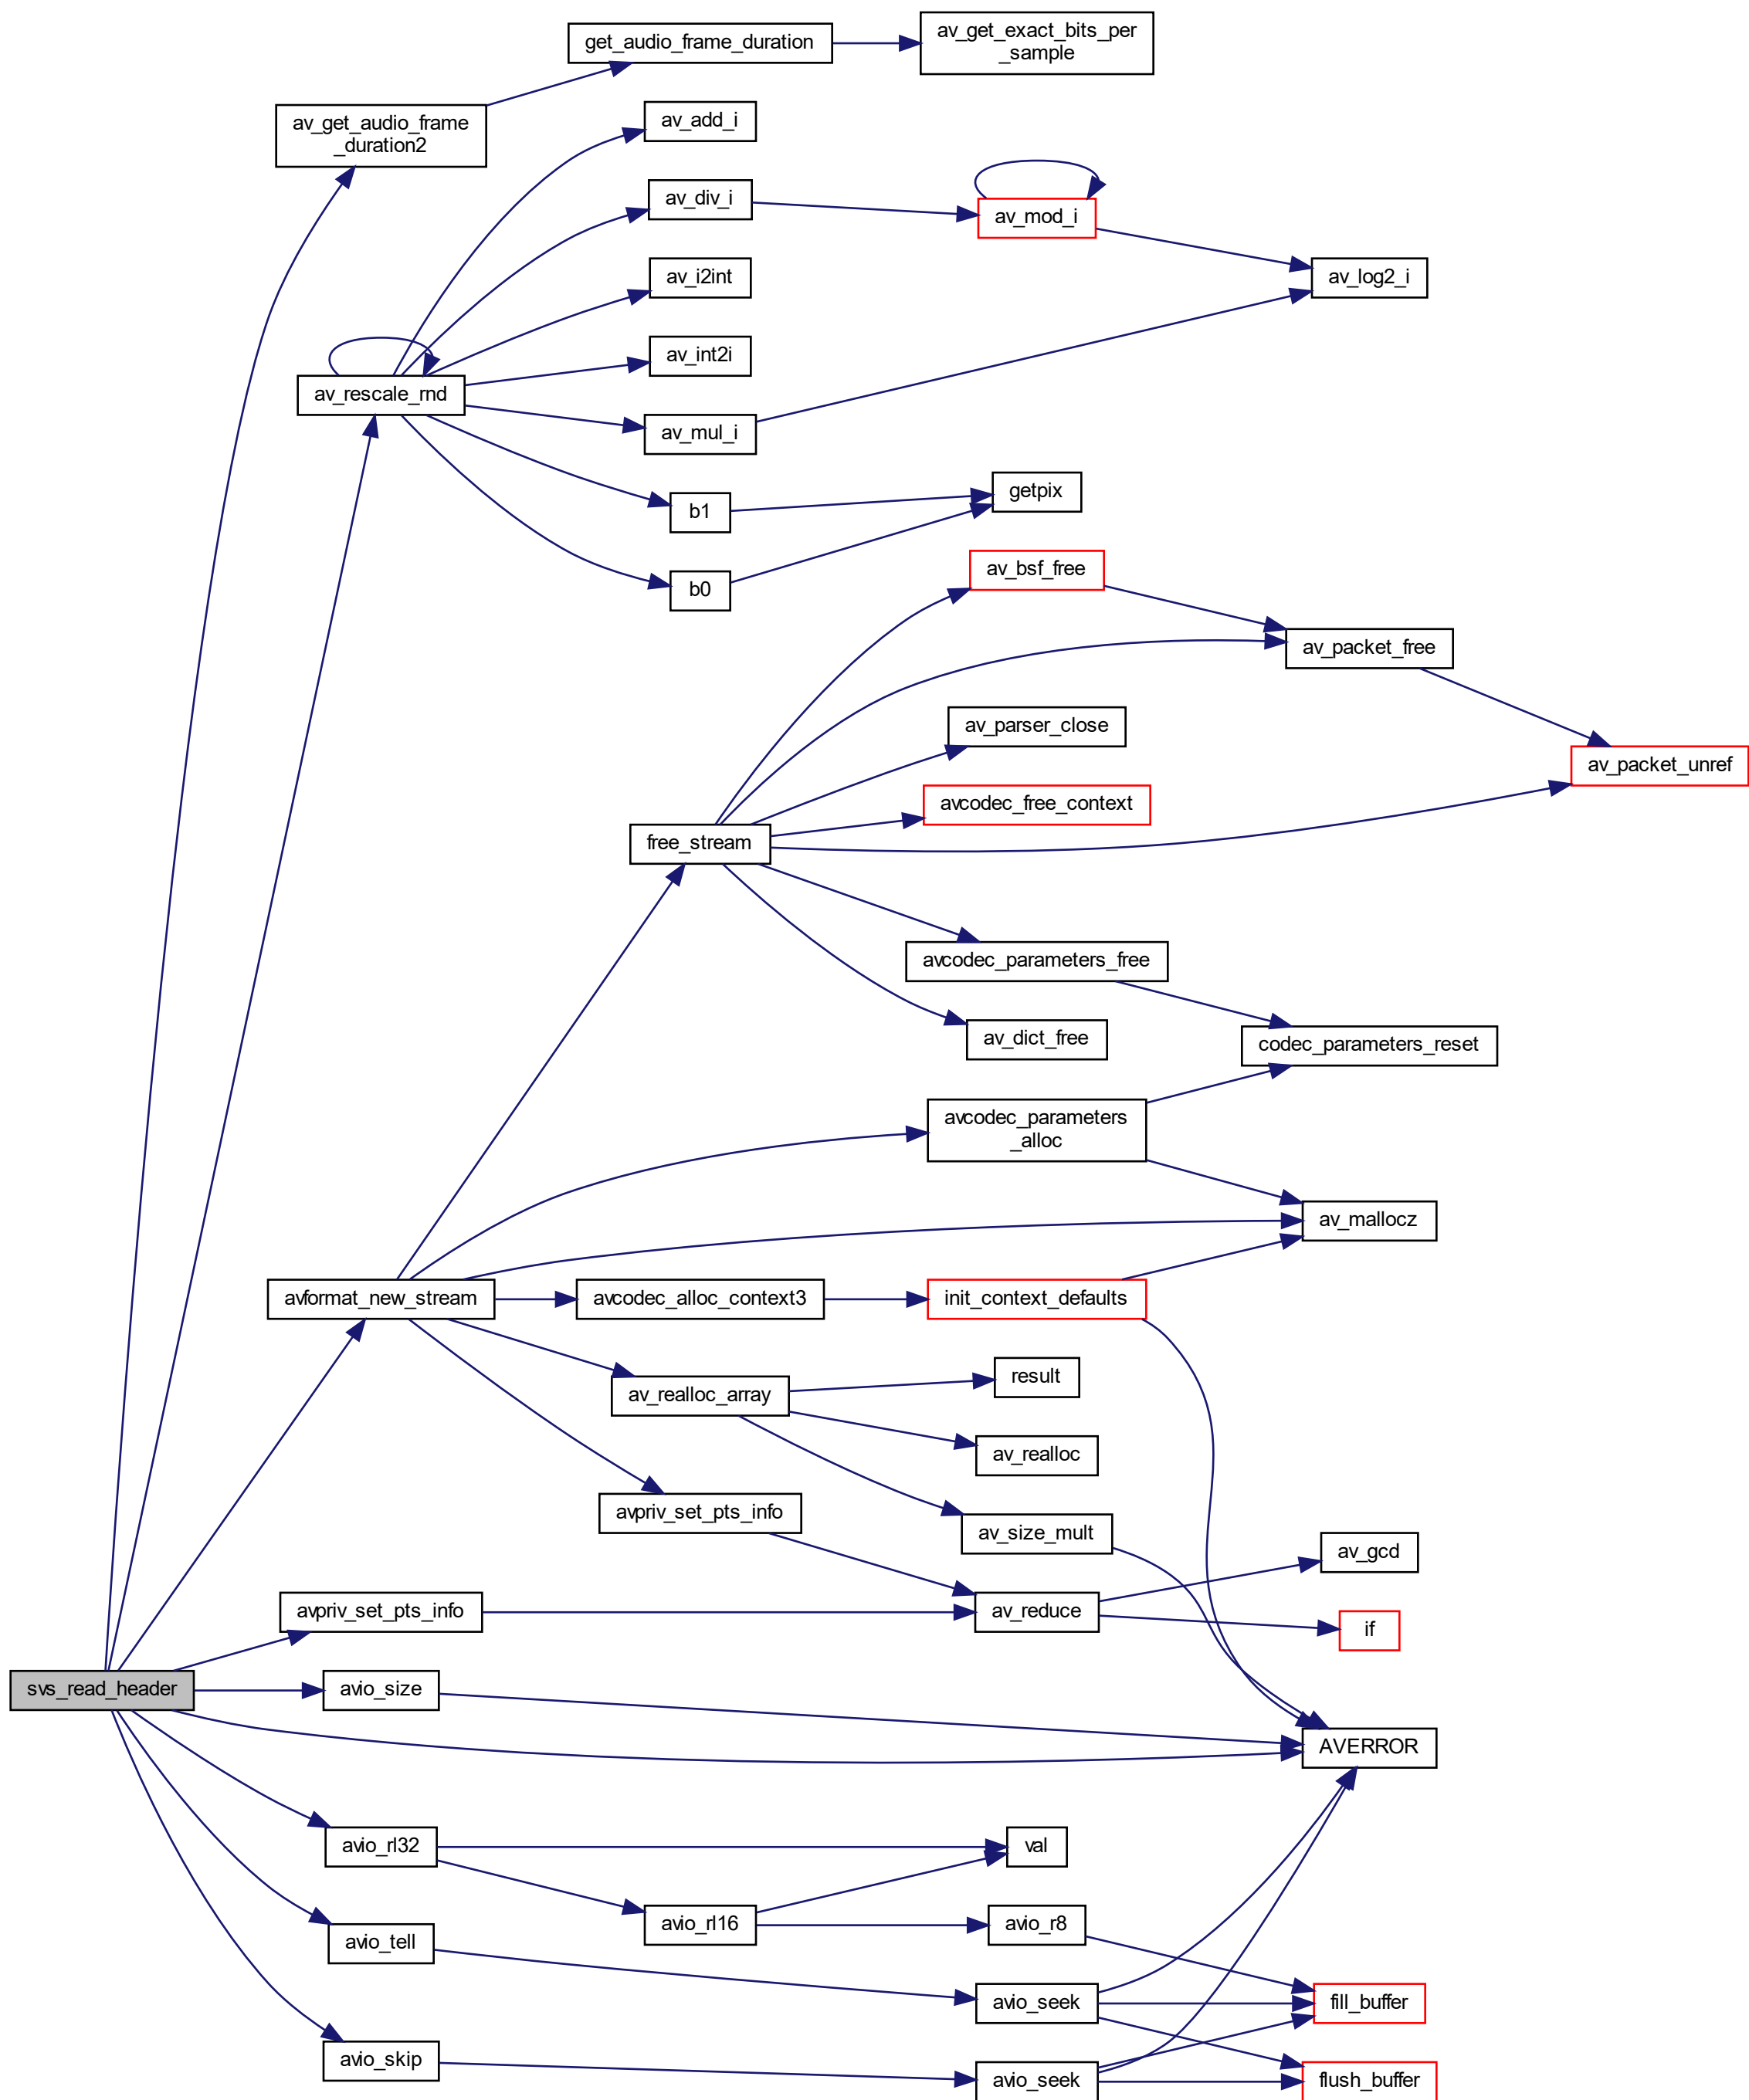 get_audio_frame_duration
av_get_exact_bits_per
_sample
av_get_audio_frame
_duration2
av_add_i
av_div_i
av_mod_i
av_i2int
av_log2_i
av_int2i
av_rescale_rnd
av_mul_i
b1
getpix
b0
av_bsf_free
av_packet_free
av_parser_close
av_packet_unref
avcodec_free_context
free_stream
avcodec_parameters_free
av_dict_free
codec_parameters_reset
avcodec_parameters
_alloc
av_mallocz
avformat_new_stream
avcodec_alloc_context3
init_context_defaults
result
av_realloc_array
av_realloc
avpriv_set_pts_info
av_size_mult
av_gcd
avpriv_set_pts_info
av_reduce
if
svs_read_header
avio_size
AVERROR
avio_rl32
val
avio_rl16
avio_r8
avio_tell
avio_seek
fill_buffer
avio_skip
avio_seek
flush_buffer